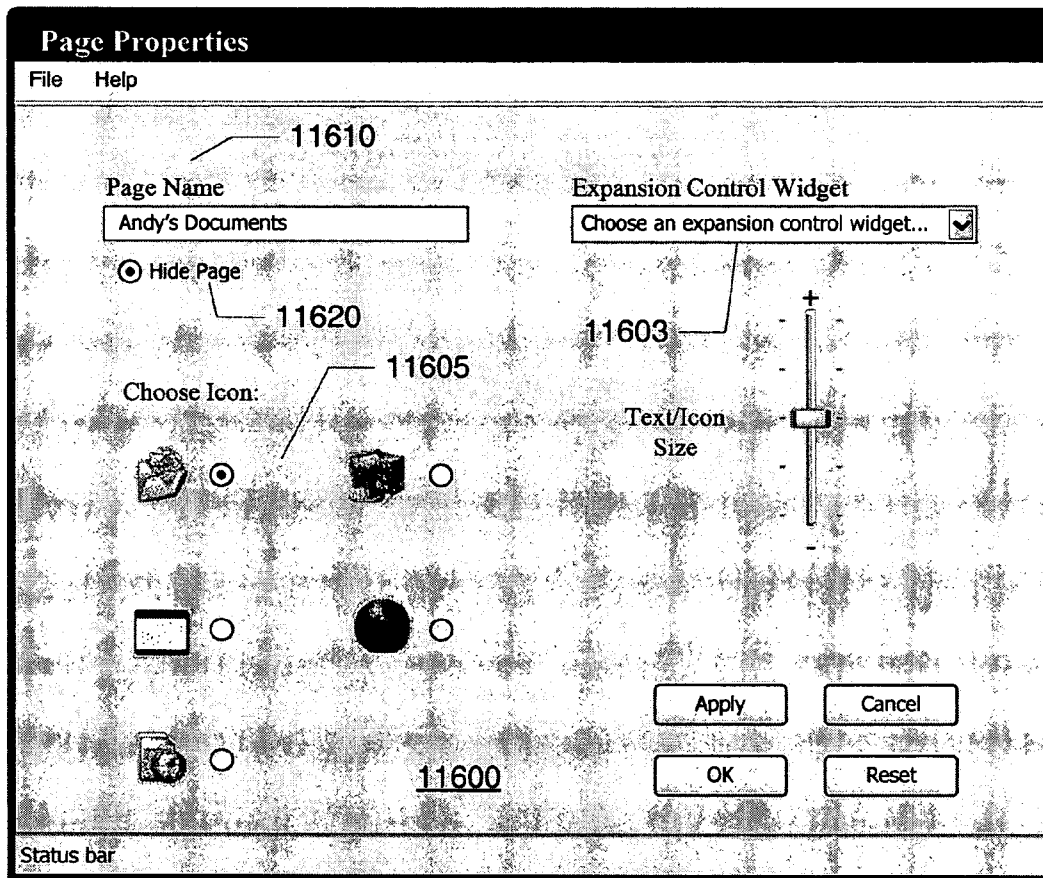 Page Properties
File Help
11610
Page Name
Andy's Documents
Hide Page
11620
11605
Choose Icon:
Expansion Control Widget
Choose an expansion control widget...
11603
+
Text/Icon
Size
-
Apply Cancel
OK Reset
11600
Status bar